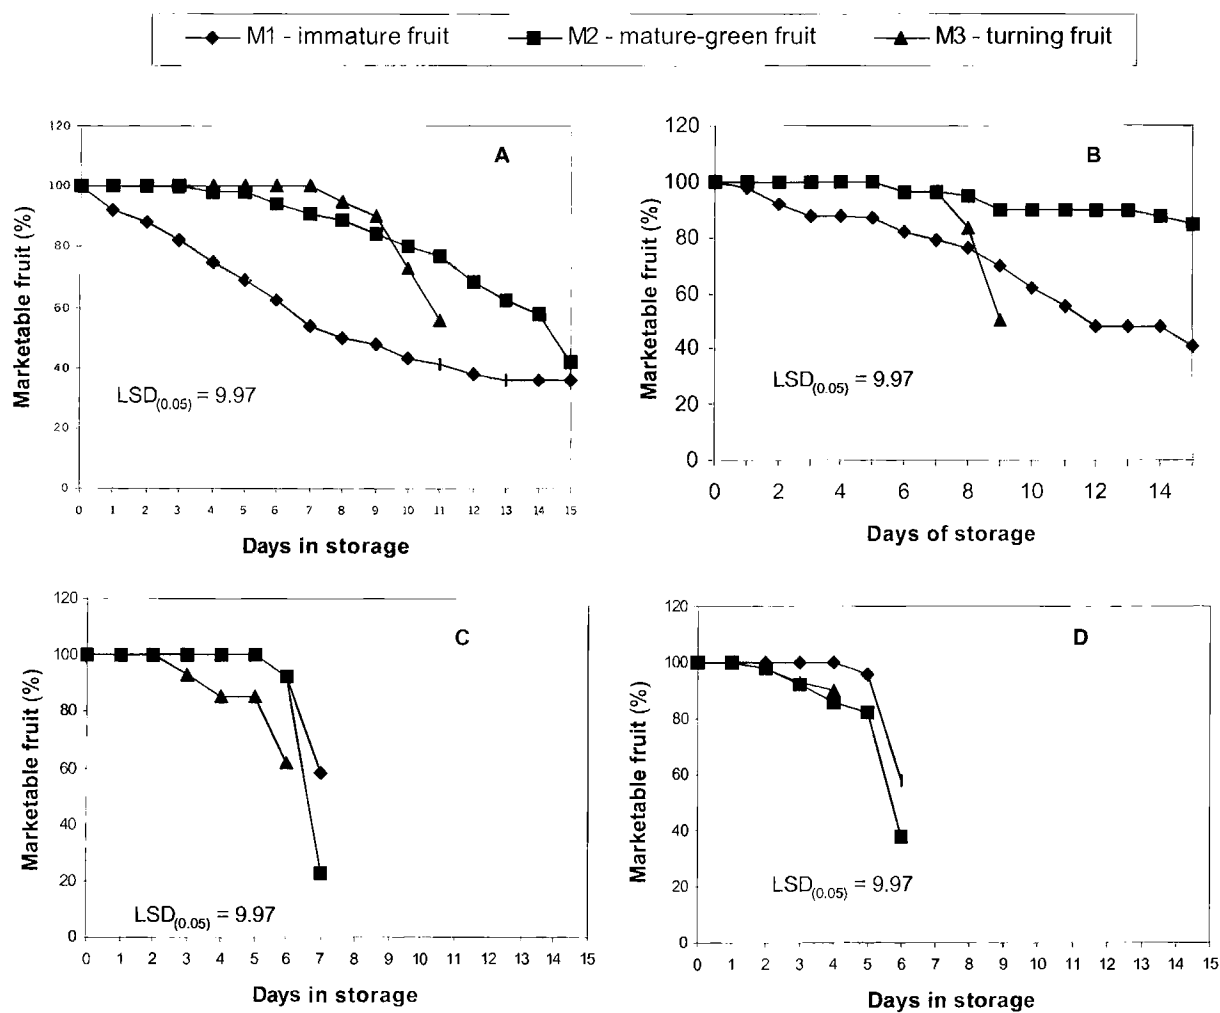 M1 - immature fruit M2 - mature-green fruit M3 - turning fruit
A
Marketable fruit (%)
120
100
80
60
40
20
0
LSD(0.05) = 9.97
0 1 2 3 4 5 6 7 8 9 10 11 12 13 14 15
Days in storage
B
Marketable fruit (%)
120
100
80
60
40
20
0
LSD(0.05) = 9.97
0 2 4 6 8 10 12 14
Days of storage
C
Marketable fruit (%)
120
100
80
60
40
20
0
LSD(0.05) = 9.97
0 1 2 3 4 5 6 7 8 9 10 11 12 13 14 15
Days in storage
D
Marketable fruit (%)
120
100
80
60
40
20
0
LSD(0.05) = 9.97
0 1 2 3 4 5 6 7 8 9 10 11 12 13 14 15
Days in storage